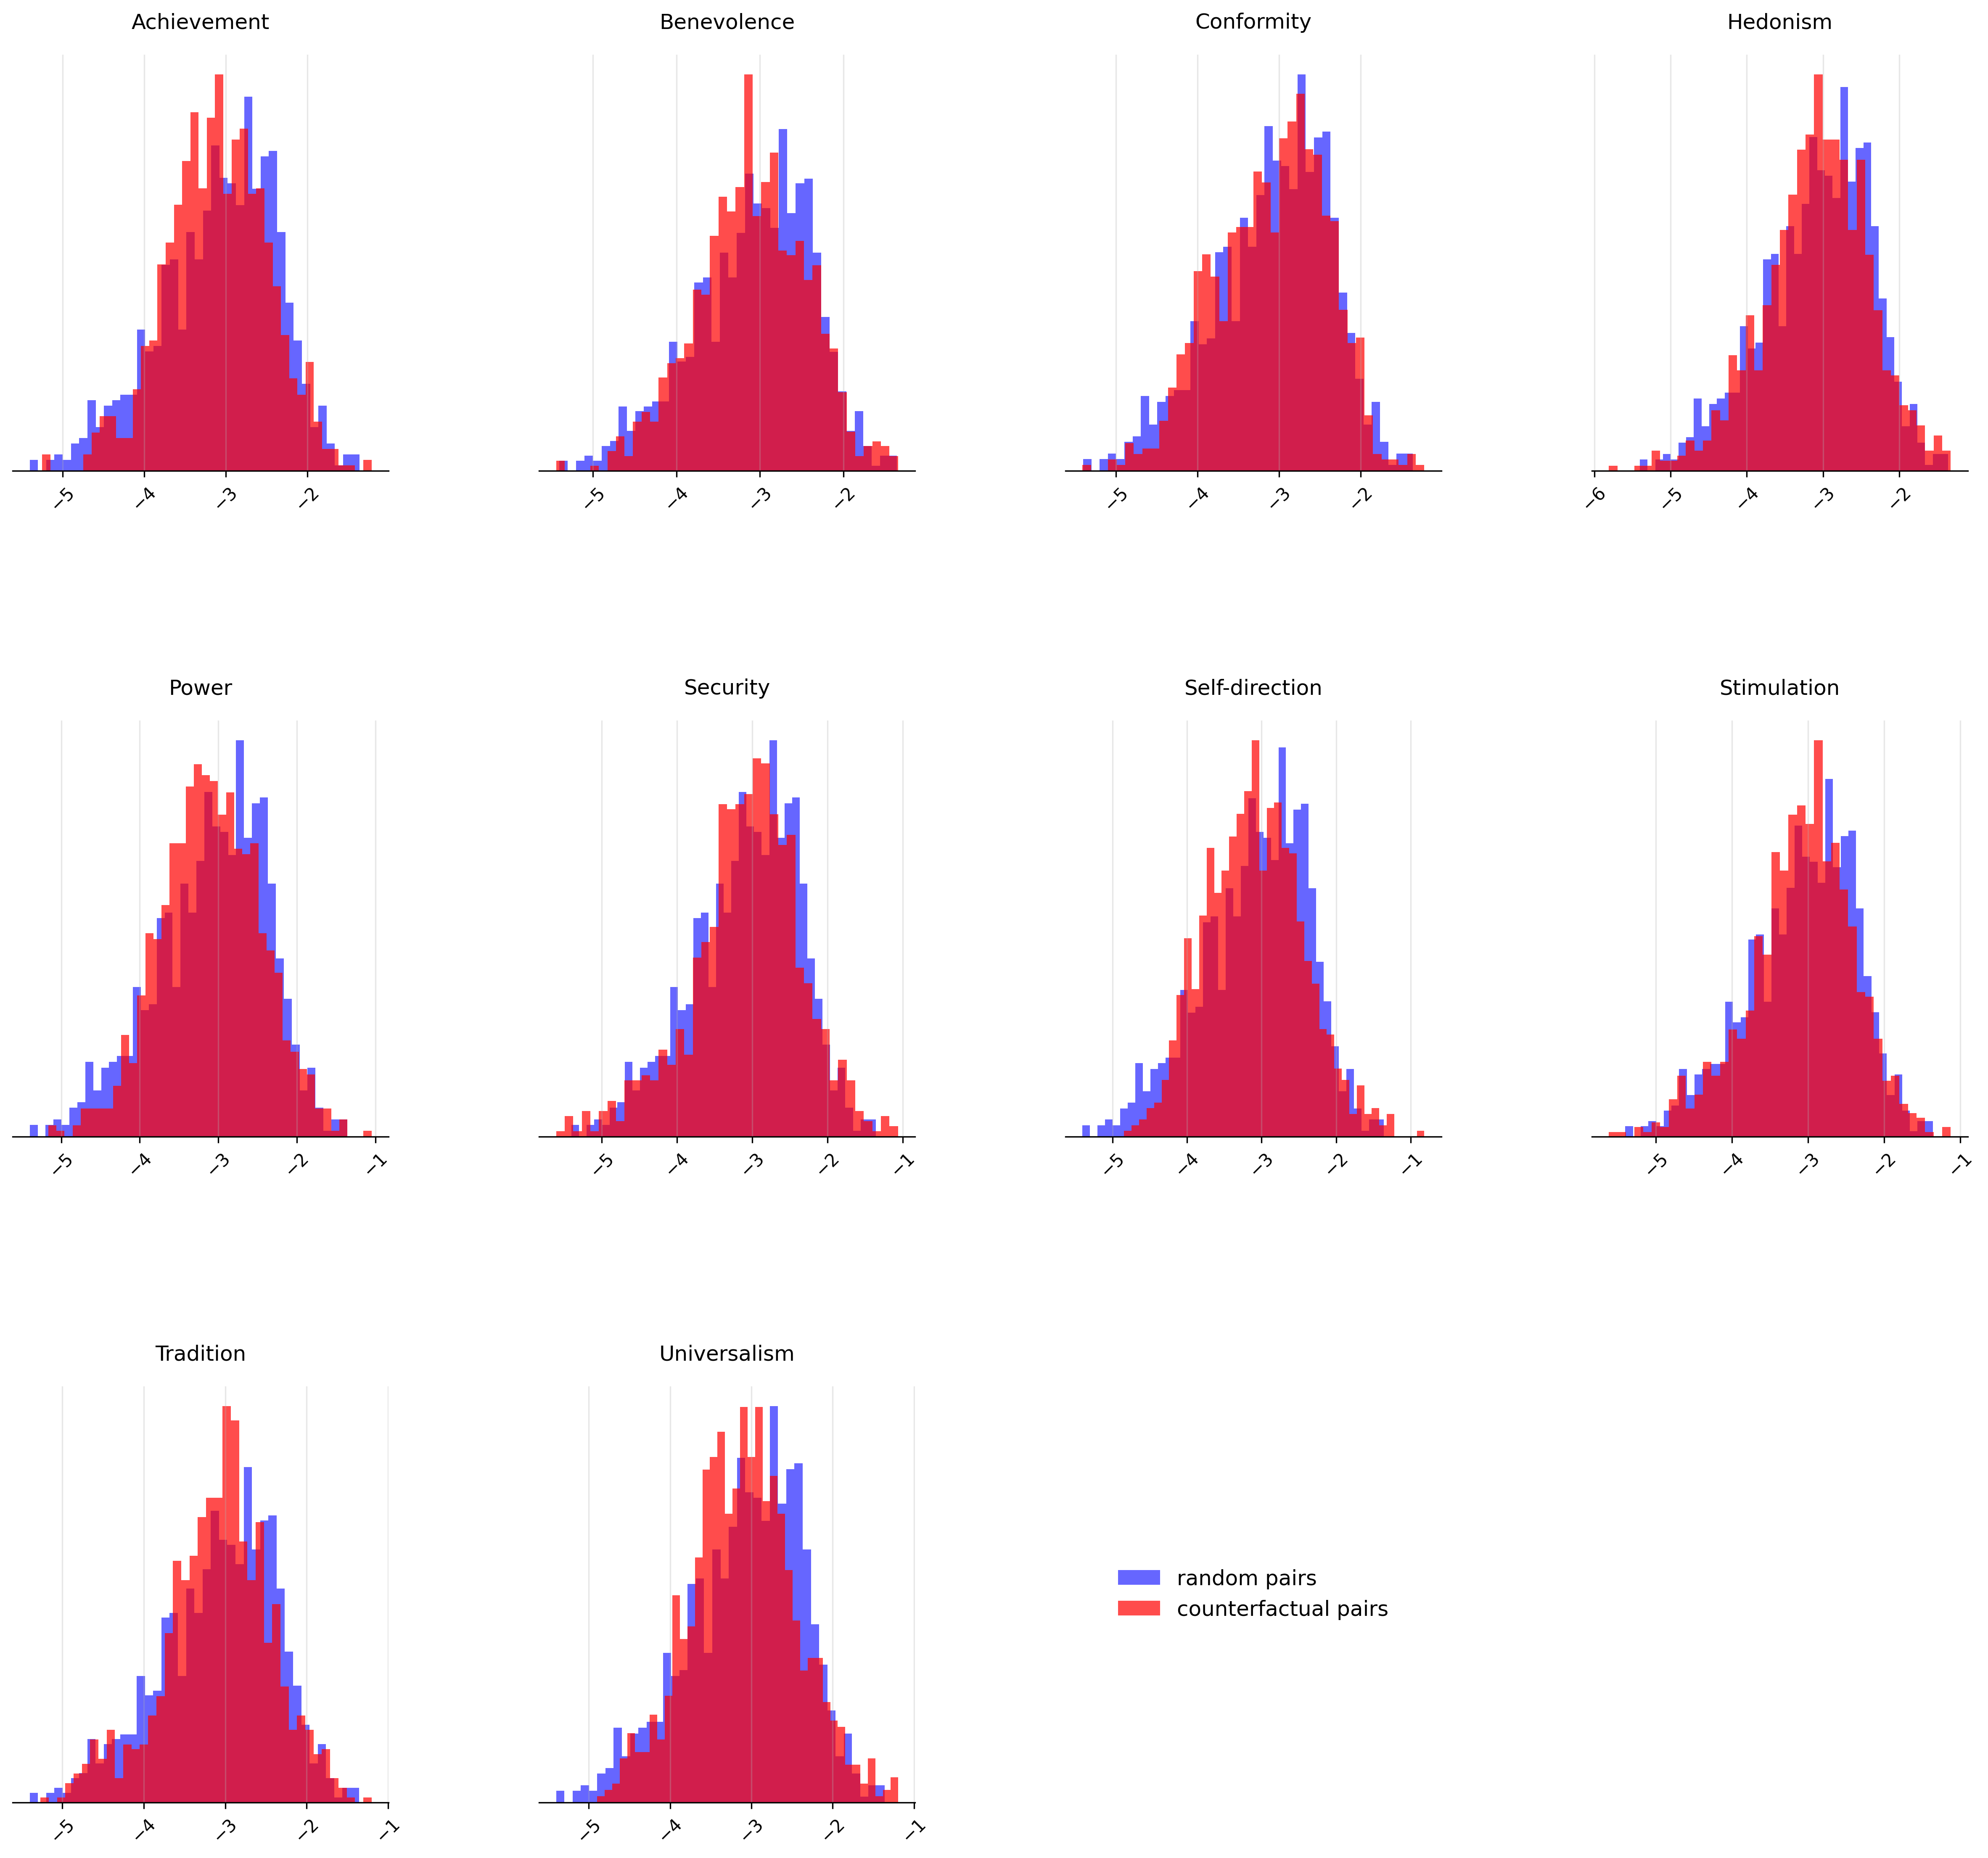 Achievement Benevolence Conformity Hedonism
−5 −4 −3 −2 −5 −4 −3 −2 −5 −4 −3 −2 −6 −5 −4 −3 −2
Power Security Self-direction Stimulation
−5 −4 −3 −2 −1 −5 −4 −3 −2 −1 −5 −4 −3 −2 −1 −5 −4 −3 −2 −1
Tradition Universalism
random pairs
counterfactual pairs
−5 −4 −3 −2 −1 −5 −4 −3 −2 −1